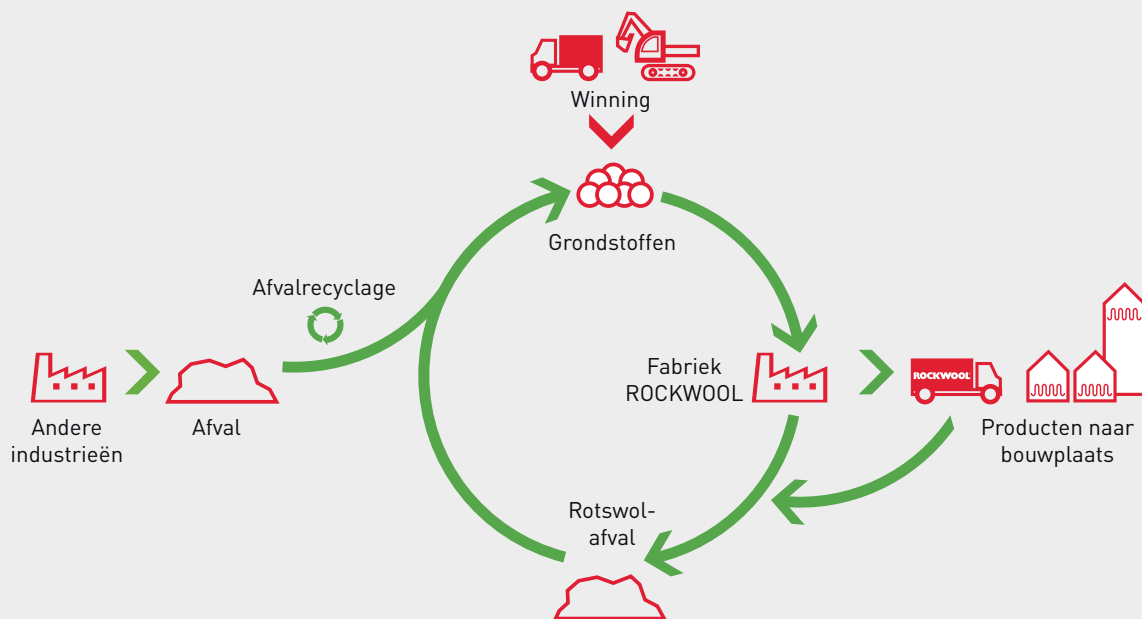 Winning
Grondstoffen
Afvalrecyclage
Andere
industrieën
Afval
Fabriek
ROCKWOOL
ROCKWOOL
Producten naar
bouwplaats
Rotswol-
afval